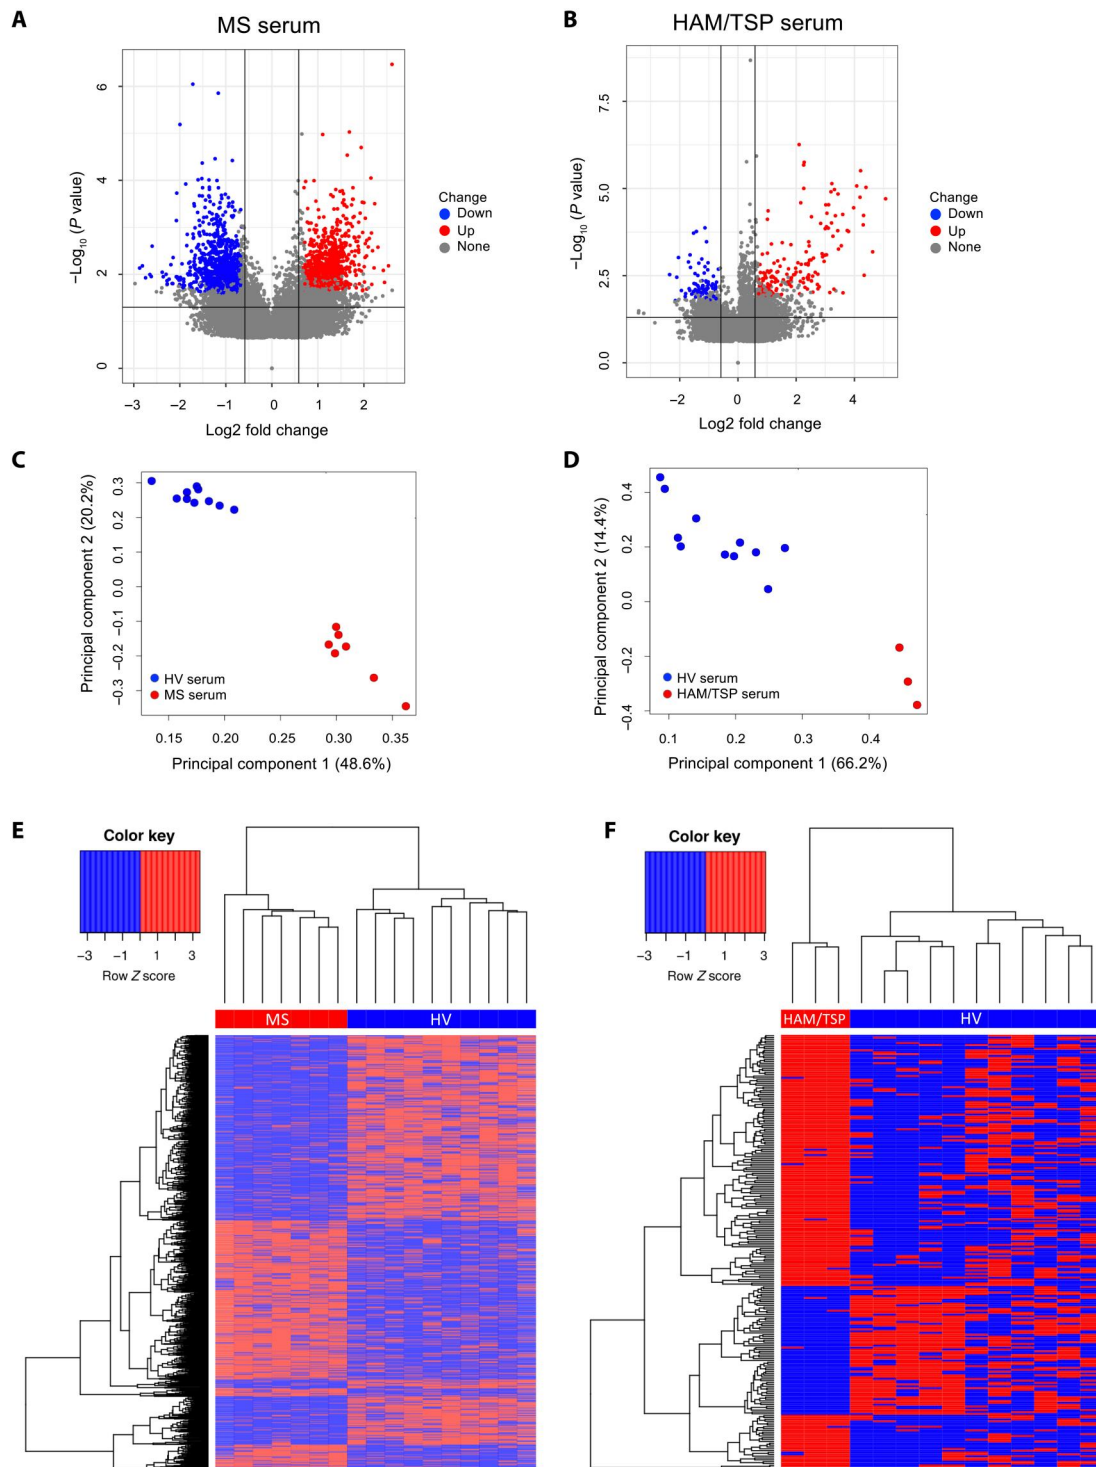 A
MS serum
6
4
2
0
−Log10 (P value)
−3
−2
−1
0
1
2
Log2 fold change
Change
Down
Up
None
B
HAM/TSP serum
7.5
5.0
2.5
0.0
−Log10 (P value)
−2
0
2
4
Log2 fold change
Change
Down
Up
None
C
Principal component 2 (20.2%)
0.3
0.2
0.1
0.0
−0.1
−0.2
−0.3
HV serum
MS serum
0.15
0.20
0.25
0.30
0.35
Principal component 1 (48.6%)
D
Principal component 2 (14.4%)
0.4
0.2
0.0
−0.2
−0.4
HV serum
HAM/TSP serum
0.1
0.2
0.3
0.4
Principal component 1 (66.2%)
E
Color key
−3
−1
1
3
Row Z score
MS
HV
F
Color key
−3
−1
1
3
Row Z score
HAM/TSP
HV